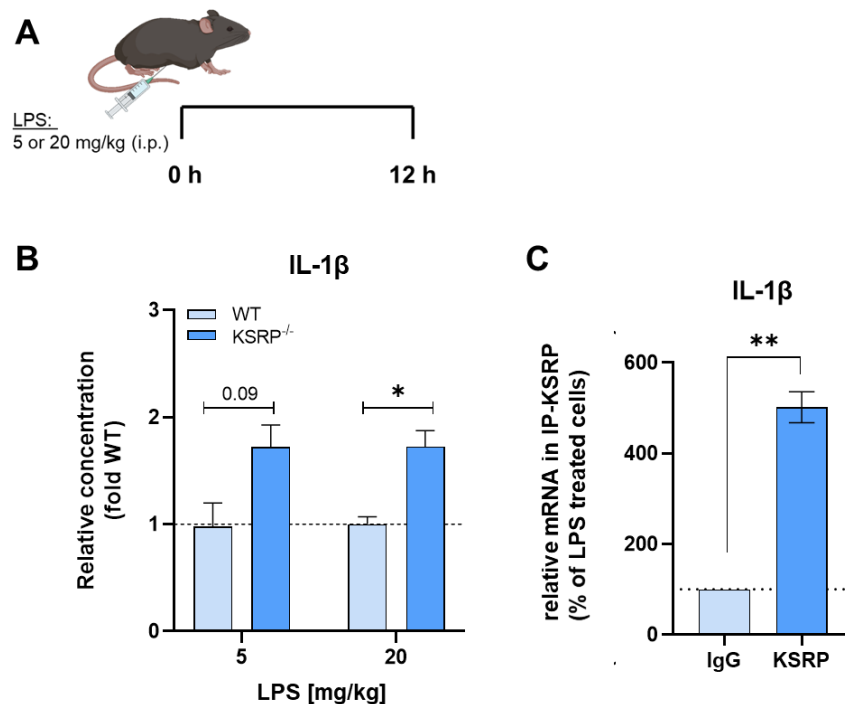 A
LPS:
5 or 20 mg/kg (i.p.)
0 h
12 h
B
IL-1β
WT
KSRP-/-
0.09
*
Relative concentration
(fold WT)
3
2
1
0
5
20
LPS [mg/kg]
C
IL-1β
**
relative mRNA in IP-KSRP
(% of LPS treated cells)
600
400
200
0
IgG
KSRP